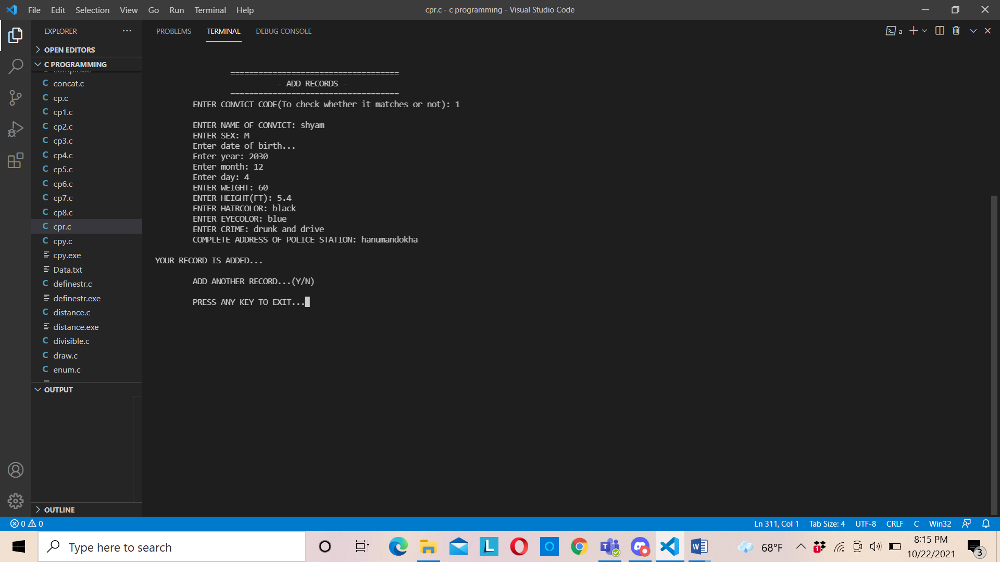 File Edit Selection View Go Run Terminal Help
cpr.c - c programming - Visual Studio Code
EXPLORER
PROBLEMS TERMINAL DEBUG CONSOLE
a
OPEN EDITORS
C PROGRAMMING
complex.c
C concat.c
C cp.c
C cp1.c
C cp2.c
C cp3.c
C cp4.c
C cp5.c
C cp6.c
C cp7.c
C cp8.c
C cpr.c
C cpy.c
cpy.exe
Data.txt
C definestr.c
definestr.exe
C distance.c
distance.exe
C divisible.c
C draw.c
C enum.c
OUTPUT
OUTLINE
====================================
- ADD RECORDS -
====================================
ENTER CONVICT CODE(To check whether it matches or not): 1
ENTER NAME OF CONVICT: shyam
ENTER SEX: M
Enter date of birth...
Enter year: 2030
Enter month: 12
Enter day: 4
ENTER WEIGHT: 60
ENTER HEIGHT(FT): 5.4
ENTER HAIRCOLOR: black
ENTER EYECOLOR: blue
ENTER CRIME: drunk and drive
COMPLETE ADDRESS OF POLICE STATION: hanumandokha
YOUR RECORD IS ADDED...
ADD ANOTHER RECORD...(Y/N)
PRESS ANY KEY TO EXIT...
0 0
Ln 311, Col 1 Tab Size: 4 UTF-8 CRLF C Win32
Type here to search
L
T
W
68°F
1
8:15 PM
10/22/2021
3